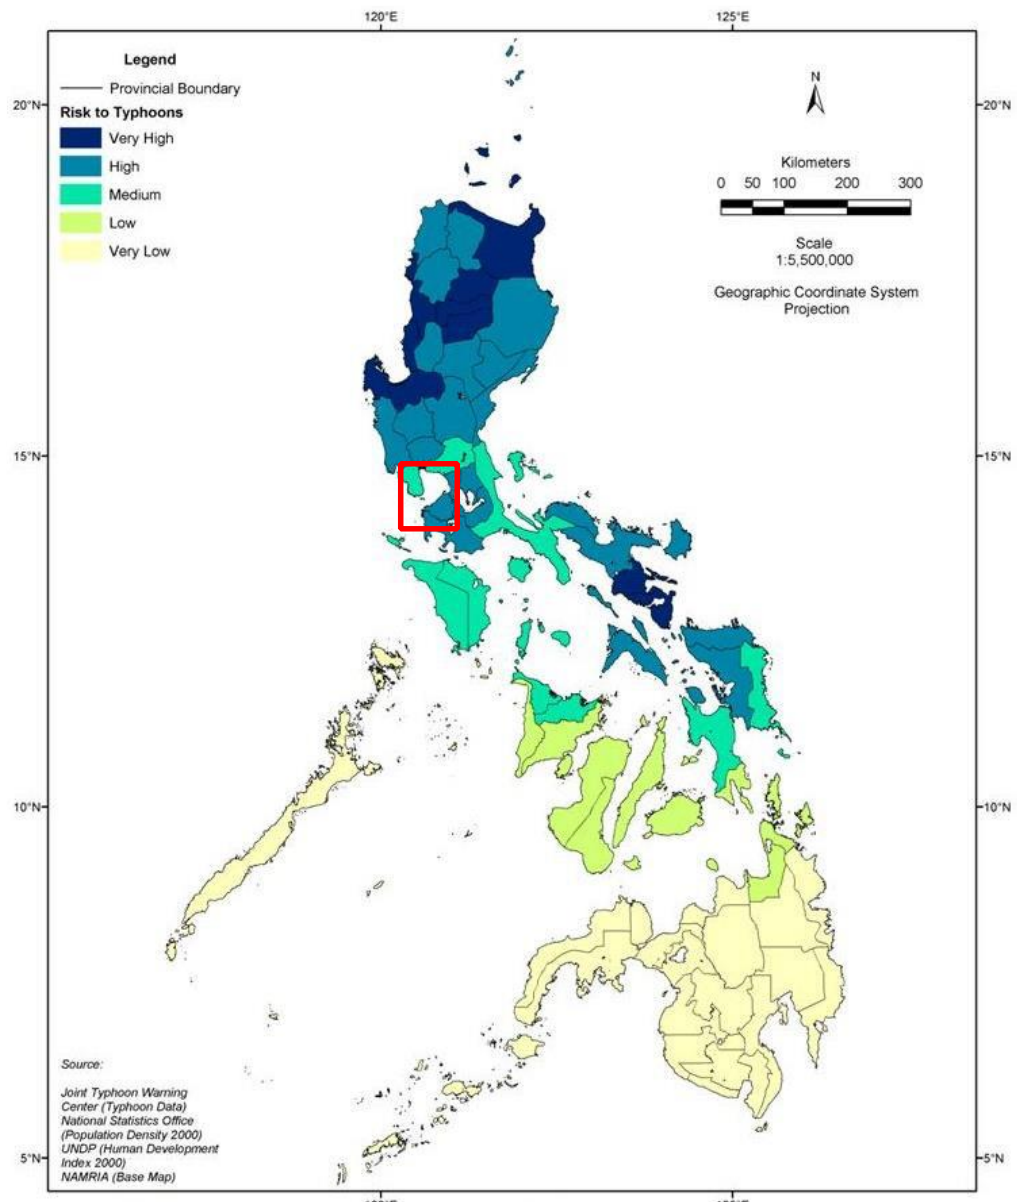 120°E 125°E
Legend
Provincial Boundary
Risk to Typhoons
Very High
High
Medium
Low
Very Low
20°N 20°N
N
Kilometers
0 50 100 200 300
Scale
1:5,500,000
Geographic Coordinate System
Projection
15°N 15°N
10°N 10°N
Source:
Joint Typhoon Warning
Center (Typhoon Data)
National Statistics Office
(Population Density 2000)
UNDP (Human Development
Index 2000)
NAMRIA (Base Map)
5°N 5°N